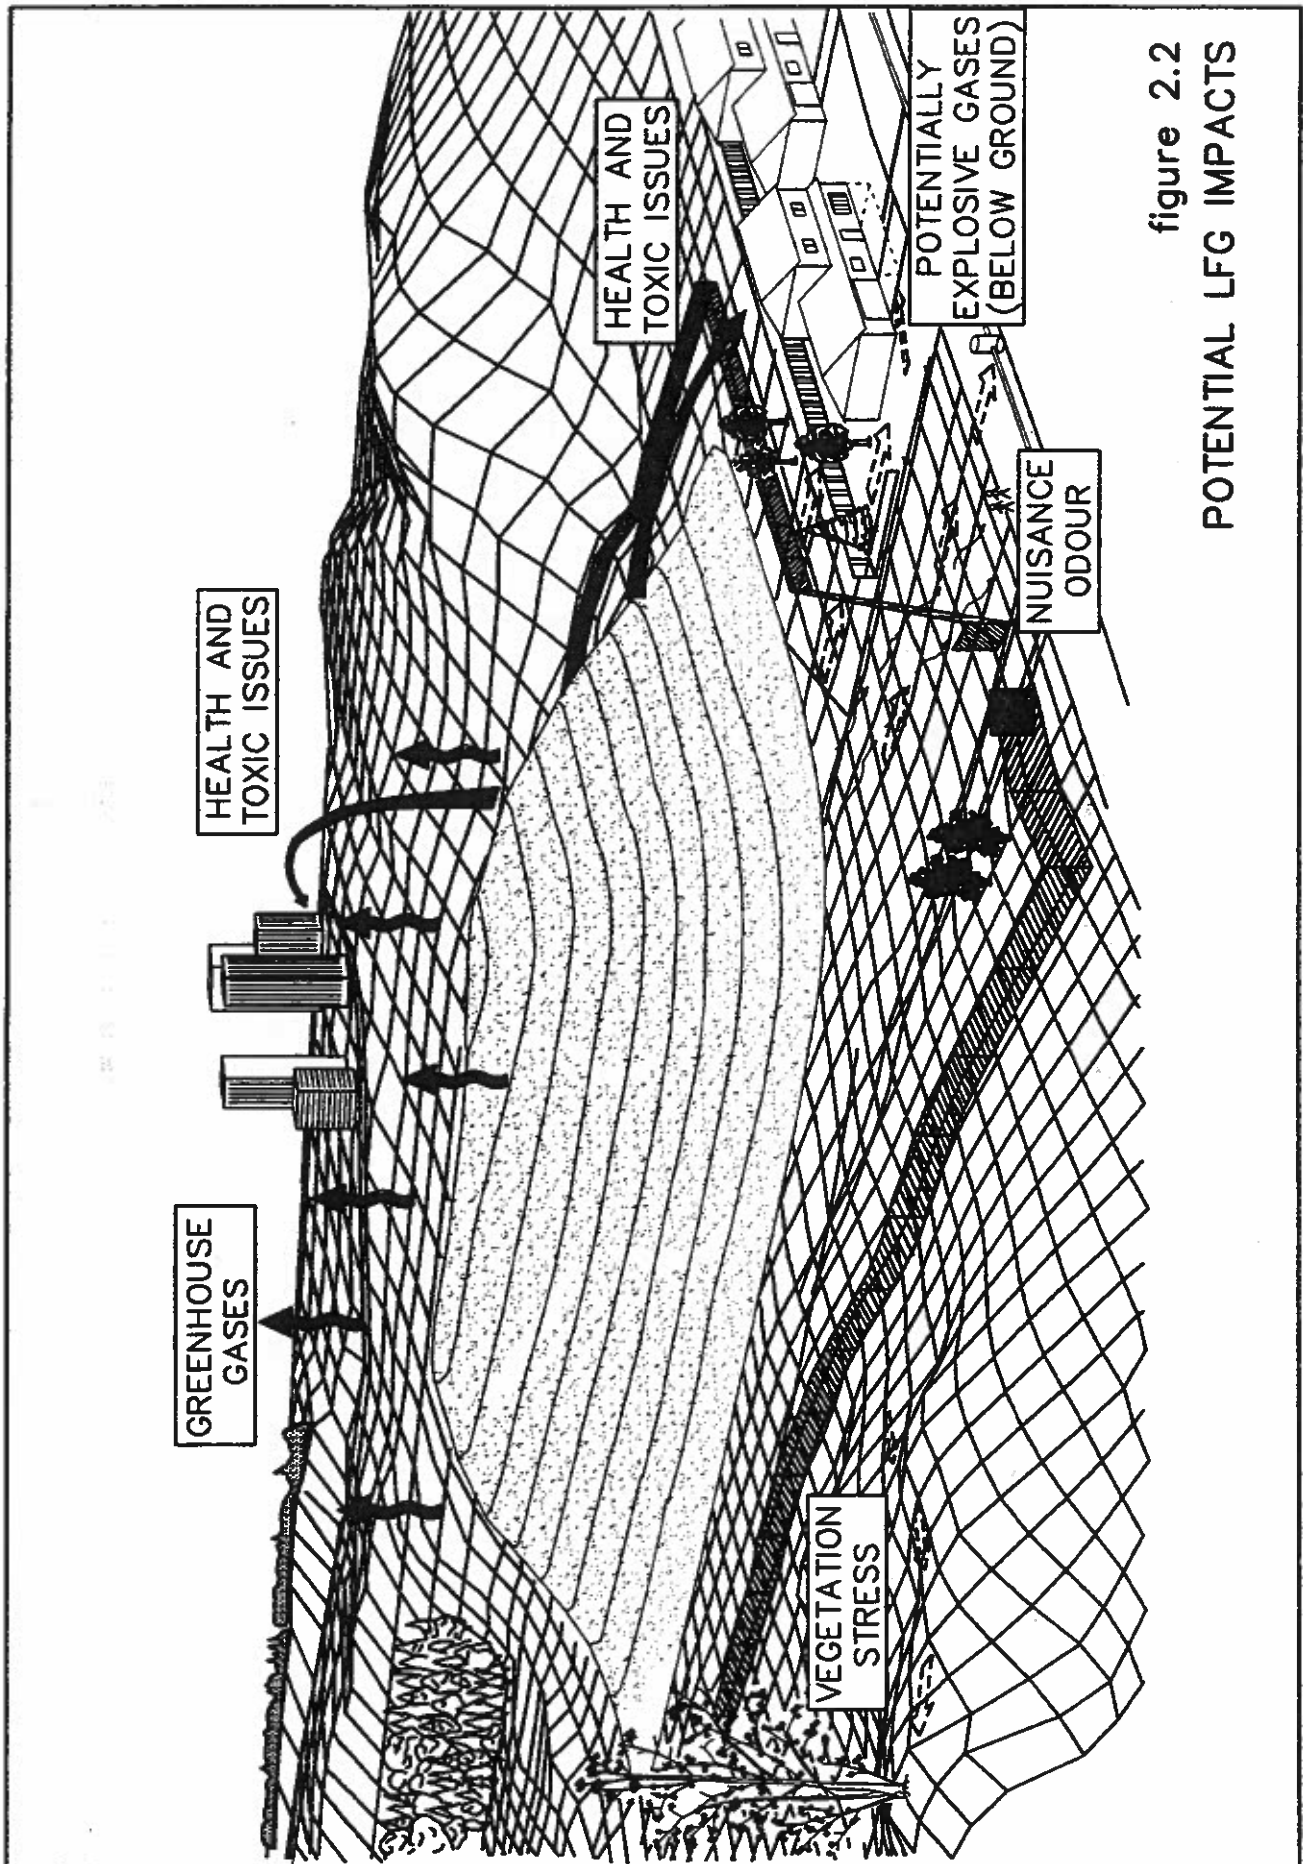 GREENHOUSE
GASES
HEALTH AND
TOXIC ISSUES
HEALTH AND
TOXIC ISSUES
VEGETATION
STRESS
NUISANCE
ODOUR
POTENTIALLY
EXPLOSIVE GASES
(BELOW GROUND)
figure 2.2
POTENTIAL LFG IMPACTS